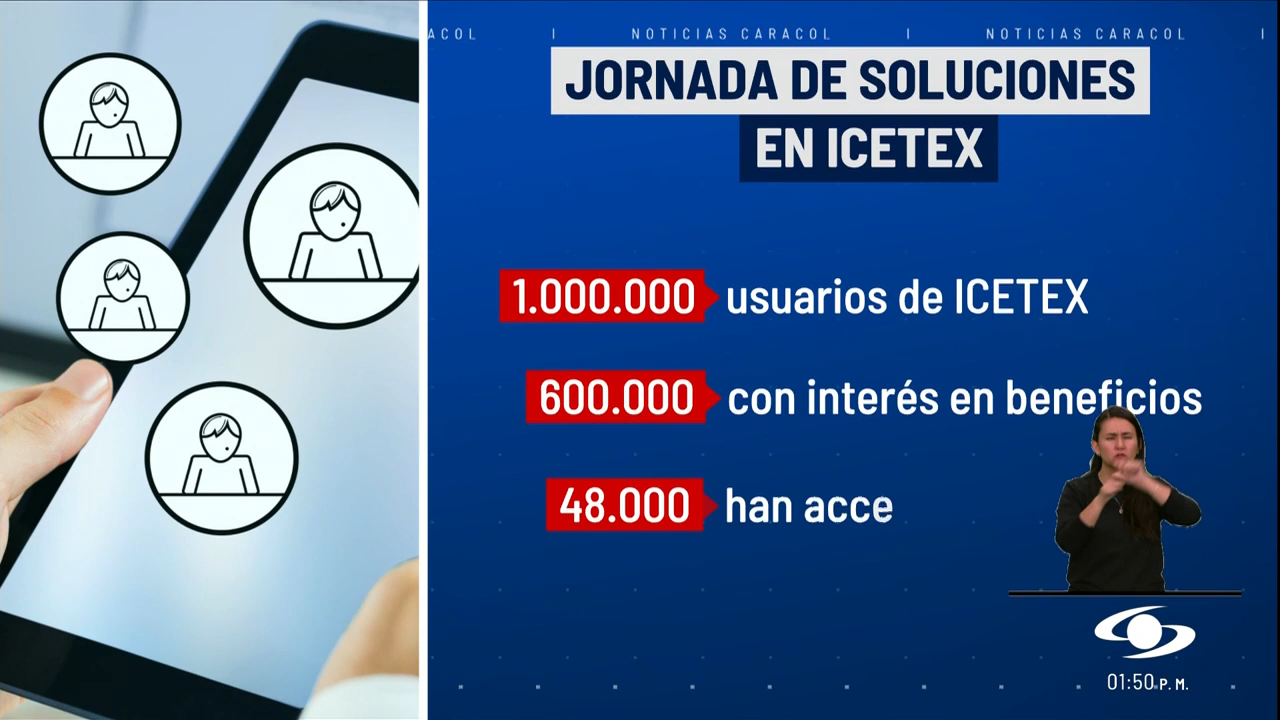 ACOL | NOTICIAS CARACOL | NOTICIAS CARACOL |
JORNADA DE SOLUCIONES
EN ICETEX
1.000.000 usuarios de ICETEX
600.000 con interés en beneficios
48.000 han acce
01:50 P. M.